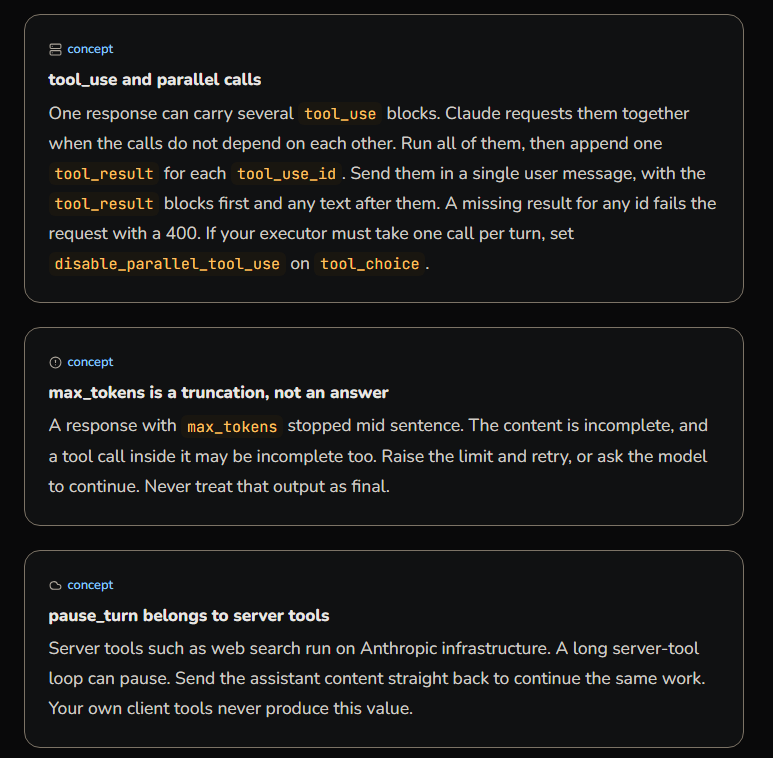 concept
tool_use and parallel calls
One response can carry several tool_use blocks. Claude requests them together
when the calls do not depend on each other. Run all of them, then append one
tool_result for each tool_use_id. Send them in a single user message, with the
tool_result blocks first and any text after them. A missing result for any id fails the
request with a 400. If your executor must take one call per turn, set
disable_parallel_tool_use on tool_choice.
concept
max_tokens is a truncation, not an answer
A response with max_tokens stopped mid sentence. The content is incomplete, and
a tool call inside it may be incomplete too. Raise the limit and retry, or ask the model
to continue. Never treat that output as final.
concept
pause_turn belongs to server tools
Server tools such as web search run on Anthropic infrastructure. A long server-tool
loop can pause. Send the assistant content straight back to continue the same work.
Your own client tools never produce this value.